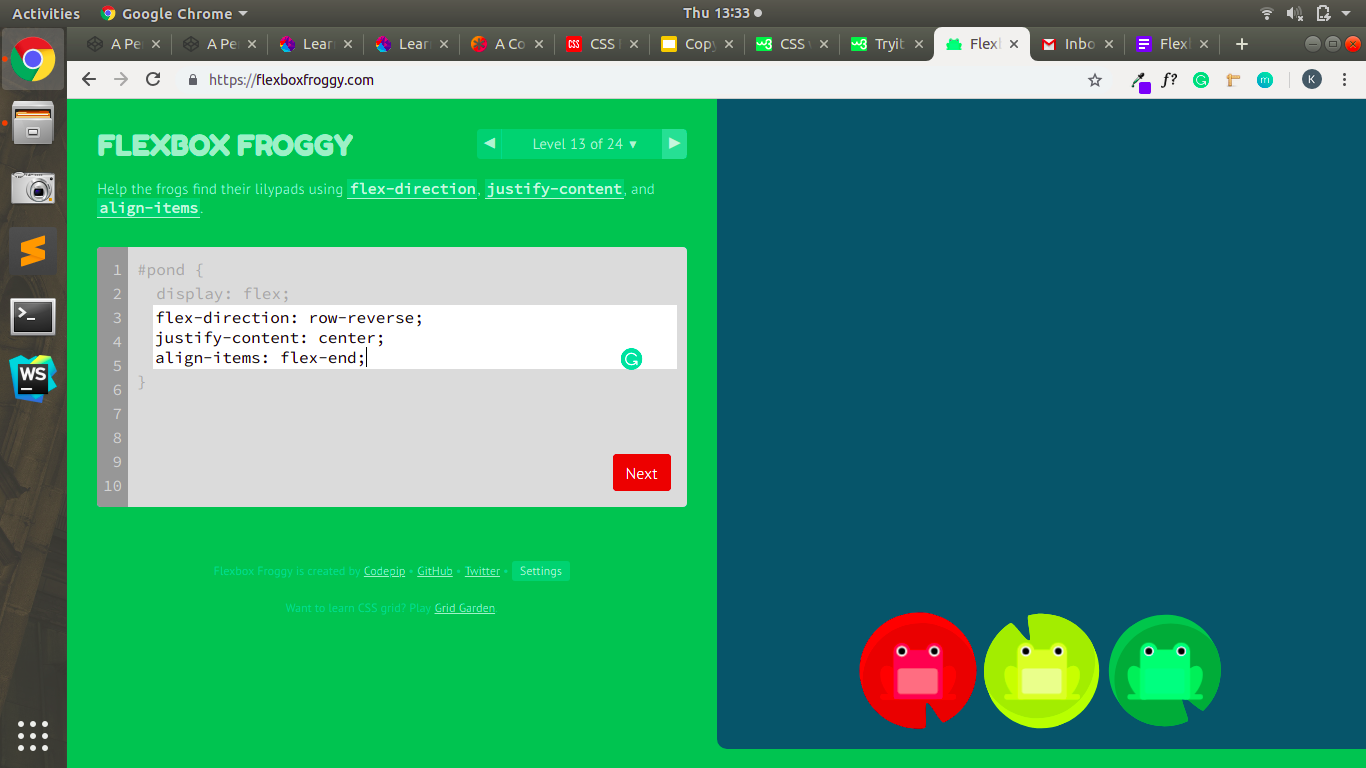 Activities Google Chrome Thu 13:33
A Pe A Pe Lear Lear A Co CSS Copy CSS Tryit Flex Inbo Flex
https://flexboxfroggy.com f? m K
FLEXBOX FROGGY
◀ Level 13 of 24 ▼ ▶
Help the frogs find their lilypads using flex-direction, justify-content, and
align-items.
1 #pond {
2 display: flex;
3 flex-direction: row-reverse;
4 justify-content: center;
5 align-items: flex-end;
6 }
7
8
9
10
Next
Flexbox Froggy is created by Codepip • GitHub • Twitter • Settings
Want to learn CSS grid? Play Grid Garden
WS